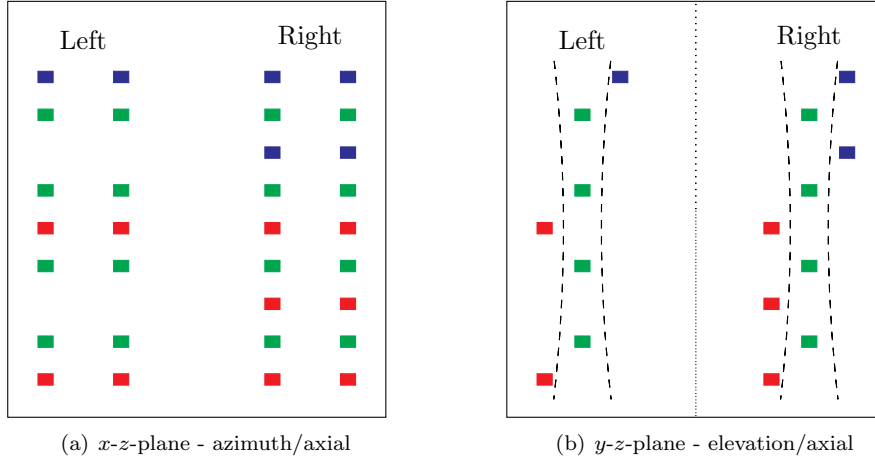 Left Right
Left Right
(a) x-z-plane - azimuth/axial
(b) y-z-plane - elevation/axial